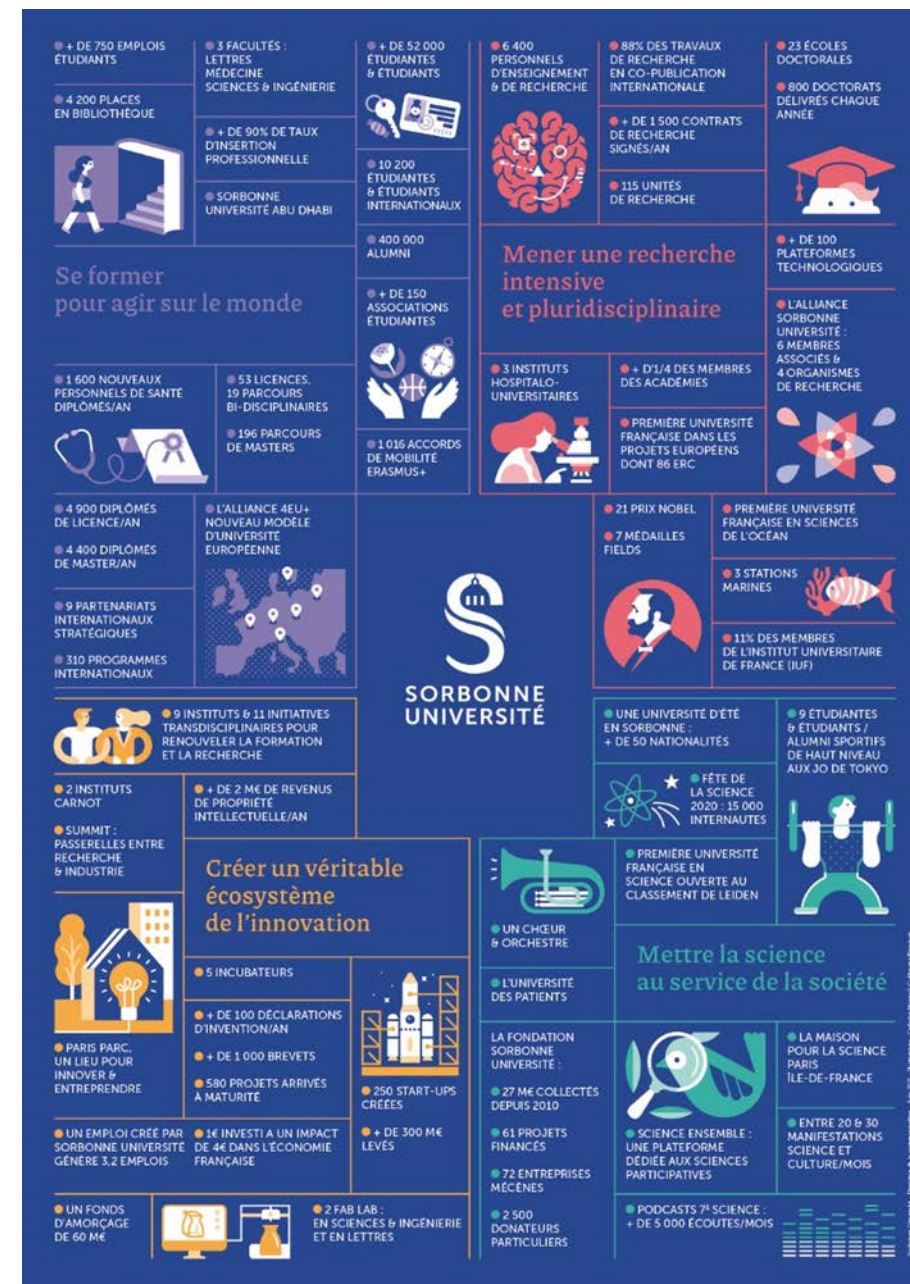 + DE 750 EMPLOIS
ÉTUDIANTS
4 200 PLACES
EN BIBLIOTHÈQUE
3 FACULTÉS :
LETTRES
MÉDECINE
SCIENCES & INGÉNIERIE
+ DE 90% DE TAUX
D'INSERTION
PROFESSIONNELLE
SORBONNE
UNIVERSITÉ ABU DHABI
+ DE 52 000
ÉTUDIANTES
& ÉTUDIANTS
10 200
ÉTUDIANTES
& ÉTUDIANTS
INTERNATIONAUX
400 000
ALUMNI
+ DE 150
ASSOCIATIONS
ÉTUDIANTES
1 016 ACCORDS
DE MOBILITÉ
ERASMUS+
Se former
pour agir sur le monde
1 600 NOUVEAUX
PERSONNELS DE SANTÉ
DIPLÔMÉS/AN
53 LICENCES,
19 PARCOURS
BI-DISCIPLINAIRES
196 PARCOURS
DE MASTERS
4 900 DIPLÔMÉS
DE LICENCE/AN
4 400 DIPLÔMÉS
DE MASTER/AN
9 PARTENARIATS
INTERNATIONAUX
STRATÉGIQUES
310 PROGRAMMES
INTERNATIONAUX
L'ALLIANCE 4EU+
NOUVEAU MODÈLE
D'UNIVERSITÉ
EUROPÉENNE
6 400
PERSONNELS
D'ENSEIGNEMENT
& DE RECHERCHE
88% DES TRAVAUX
DE RECHERCHE
EN CO-PUBLICATION
INTERNATIONALE
+ DE 1 500 CONTRATS
DE RECHERCHE
SIGNÉS/AN
115 UNITÉS
DE RECHERCHE
23 ÉCOLES
DOCTORALES
800 DOCTORATS
DÉLIVRÉS CHAQUE
ANNÉE
Mener une recherche
intensive
et pluridisciplinaire
+ DE 100
PLATEFORMES
TECHNOLOGIQUES
L'ALLIANCE
SORBONNE
UNIVERSITÉ :
6 MEMBRES
ASSOCIÉS &
4 ORGANISMES
DE RECHERCHE
3 INSTITUTS
HOSPITALO-
UNIVERSITAIRES
+ D'1/4 DES MEMBRES
DES ACADÉMIES
PREMIÈRE UNIVERSITÉ
FRANÇAISE DANS LES
PROJETS EUROPÉENS
DONT 86 ERC
21 PRIX NOBEL
7 MÉDAILLES
FIELDS
PREMIÈRE UNIVERSITÉ
FRANÇAISE EN SCIENCES
DE L'OCÉAN
3 STATIONS
MARINES
11% DES MEMBRES
DE L'INSTITUT UNIVERSITAIRE
DE FRANCE (IUF)
SORBONNE
UNIVERSITÉ
9 INSTITUTS & 11 INITIATIVES
TRANSDISCIPLINAIRES POUR
RENOUVELER LA FORMATION
ET LA RECHERCHE
2 INSTITUTS
CARNOT
SUMMIT :
PASSERELLES ENTRE
RECHERCHE
& INDUSTRIE
+ DE 2 M€ DE REVENUS
DE PROPRIÉTÉ
INTELLECTUELLE/AN
Créer un véritable
écosystème
de l'innovation
PARIS PARC,
UN LIEU POUR
INNOVER &
ENTREPRENDRE
5 INCUBATEURS
+ DE 100 DÉCLARATIONS
D'INVENTION/AN
+ DE 1 000 BREVETS
580 PROJETS ARRIVÉS
À MATURITÉ
250 START-UPS
CRÉÉES
+ DE 300 M€
LEVÉS
UN EMPLOI CRÉÉ PAR
SORBONNE UNIVERSITÉ
GÉNÈRE 3,2 EMPLOIS
1€ INVESTI A UN IMPACT
DE 4€ DANS L'ÉCONOMIE
FRANÇAISE
UN FONDS
D'AMORÇAGE
DE 60 M€
2 FAB LAB :
EN SCIENCES & INGÉNIERIE
ET EN LETTRES
UNE UNIVERSITÉ D'ÉTÉ
EN SORBONNE :
+ DE 50 NATIONALITÉS
FÊTE DE
LA SCIENCE
2020 : 15 000
INTERNAUTES
9 ÉTUDIANTES
& ÉTUDIANTS /
ALUMNI SPORTIFS
DE HAUT NIVEAU
AUX JO DE TOKYO
PREMIÈRE UNIVERSITÉ
FRANÇAISE EN
SCIENCE OUVERTE AU
CLASSEMENT DE LEIDEN
UN CHŒUR
& ORCHESTRE
L'UNIVERSITÉ
DES PATIENTS
Mettre la science
au service de la société
LA FONDATION
SORBONNE
UNIVERSITÉ :
27 M€ COLLECTÉS
DEPUIS 2010
61 PROJETS
FINANCÉS
72 ENTREPRISES
MÉCÈNES
2 500
DONATEURS
PARTICULIERS
SCIENCE ENSEMBLE :
UNE PLATEFORME
DÉDIÉE AUX SCIENCES
PARTICIPATIVES
LA MAISON
POUR LA SCIENCE
PARIS
ÎLE-DE-FRANCE
ENTRE 20 & 30
MANIFESTATIONS
SCIENCE ET
CULTURE/MOIS
PODCASTS 7E SCIENCE :
+ DE 5 000 ÉCOUTES/MOIS